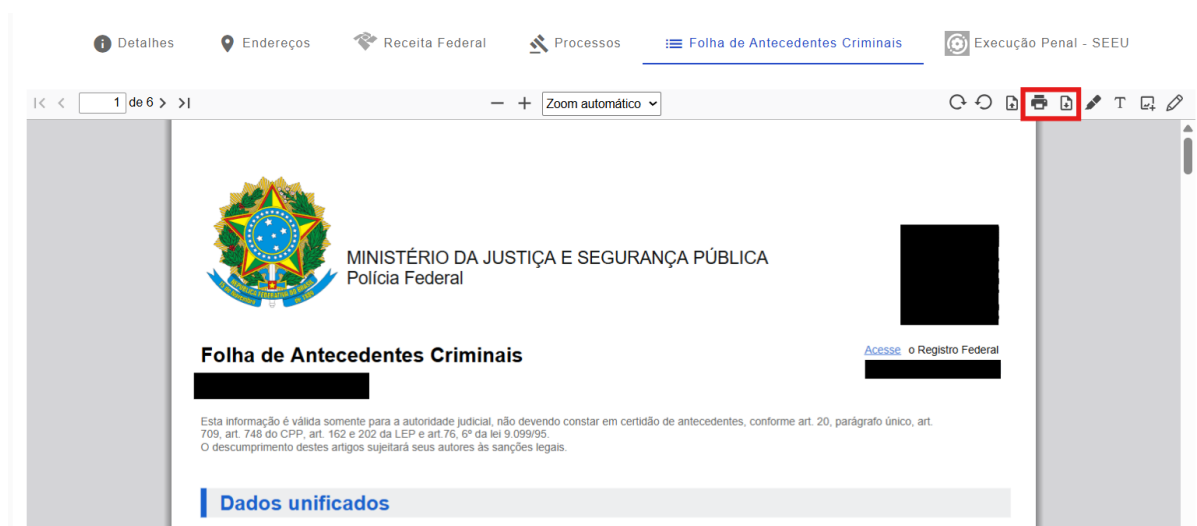 Detalhes Endereços Receita Federal Processos Folha de Antecedentes Criminais Execução Penal - SEEU
1 de 6 Zoom automático T
MINISTÉRIO DA JUSTIÇA E SEGURANÇA PÚBLICA
Polícia Federal
Folha de Antecedentes Criminais
Acesse o Registro Federal
Esta informação é válida somente para a autoridade judicial, não devendo constar em certidão de antecedentes, conforme art. 20, parágrafo único, art.
709, art. 748 do CPP, art. 162 e 202 da LEP e art.76, 6º da lei 9.099/95.
O descumprimento destes artigos sujeitará seus autores às sanções legais.
Dados unificados